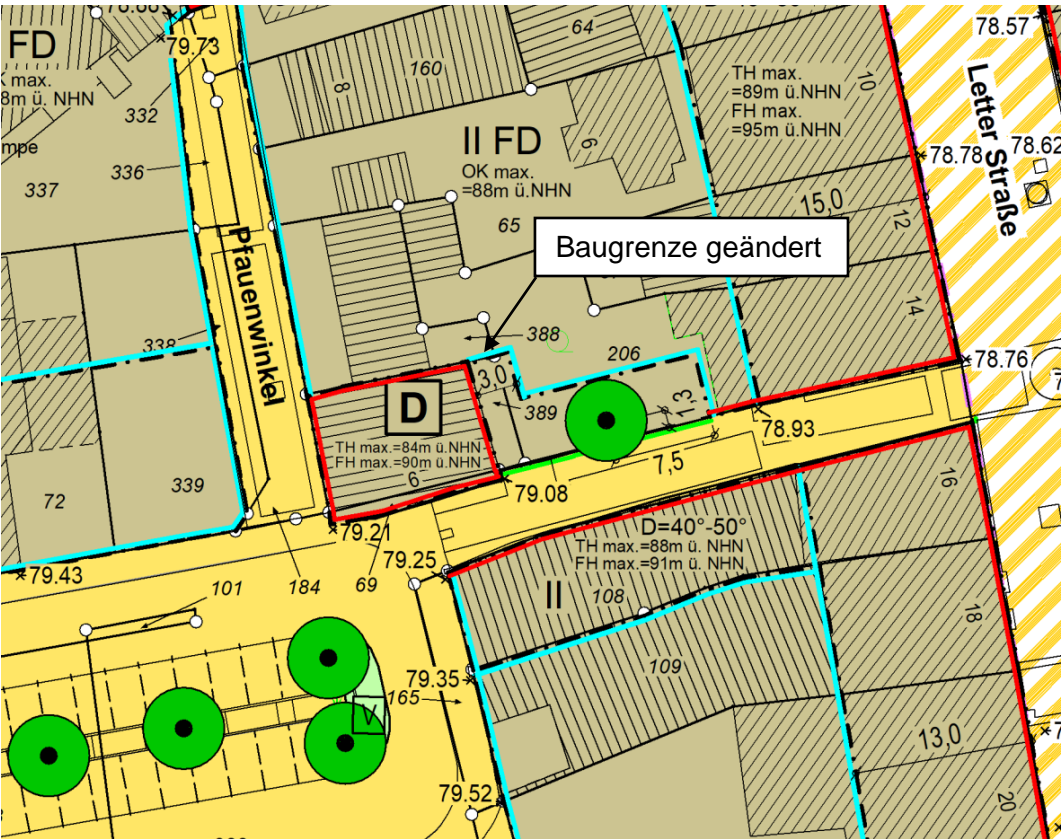 78.57
64
FD
79.73
160
TH max.
=89m ü.NHN
FH max.
=95m ü.NHN
10
Letter Straße
max.
8m ü. NHN
8
332
II FD
OK max.
=88m ü.NHN
6
78.78
78.62
mpe
336
337
15,0
12
65
Baugrenze geändert
Pfauenwinkel
14
338
388
206
78.76
3,0
D
389
1,3
78.93
TH max.=84m ü.NHN
FH max.=90m ü.NHN
6
7,5
16
72
339
79.08
79.21
D=40°-50°
TH max.=88m ü. NHN
FH max.=91m ü. NHN
79.25
79.43
101
184
69
II
108
18
109
79.35
165
V
13,0
79.52
20